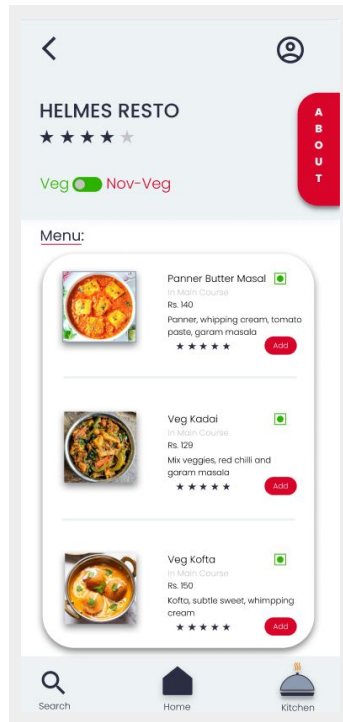 HELMES RESTO
ABOUT
Veg Nov-Veg
Menu:
Panner Butter Masal
In Main Course
Rs. 140
Panner, whipping cream, tomato
paste, garam masala
Add
Veg Kadai
In Main Course
Rs. 129
Mix veggies, red chilli and
garam masala
Add
Veg Kofta
In Main Course
Rs. 150
Kofta, subtle sweet, whimpping
cream
Add
Search
Home
Kitchen